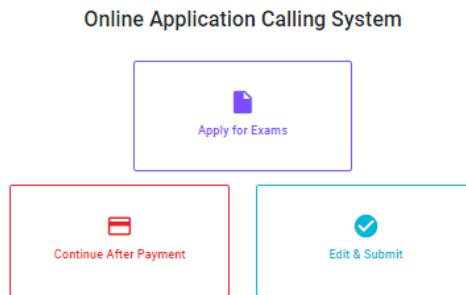 Online Application Calling System
Apply for Exams
Continue After Payment
Edit & Submit